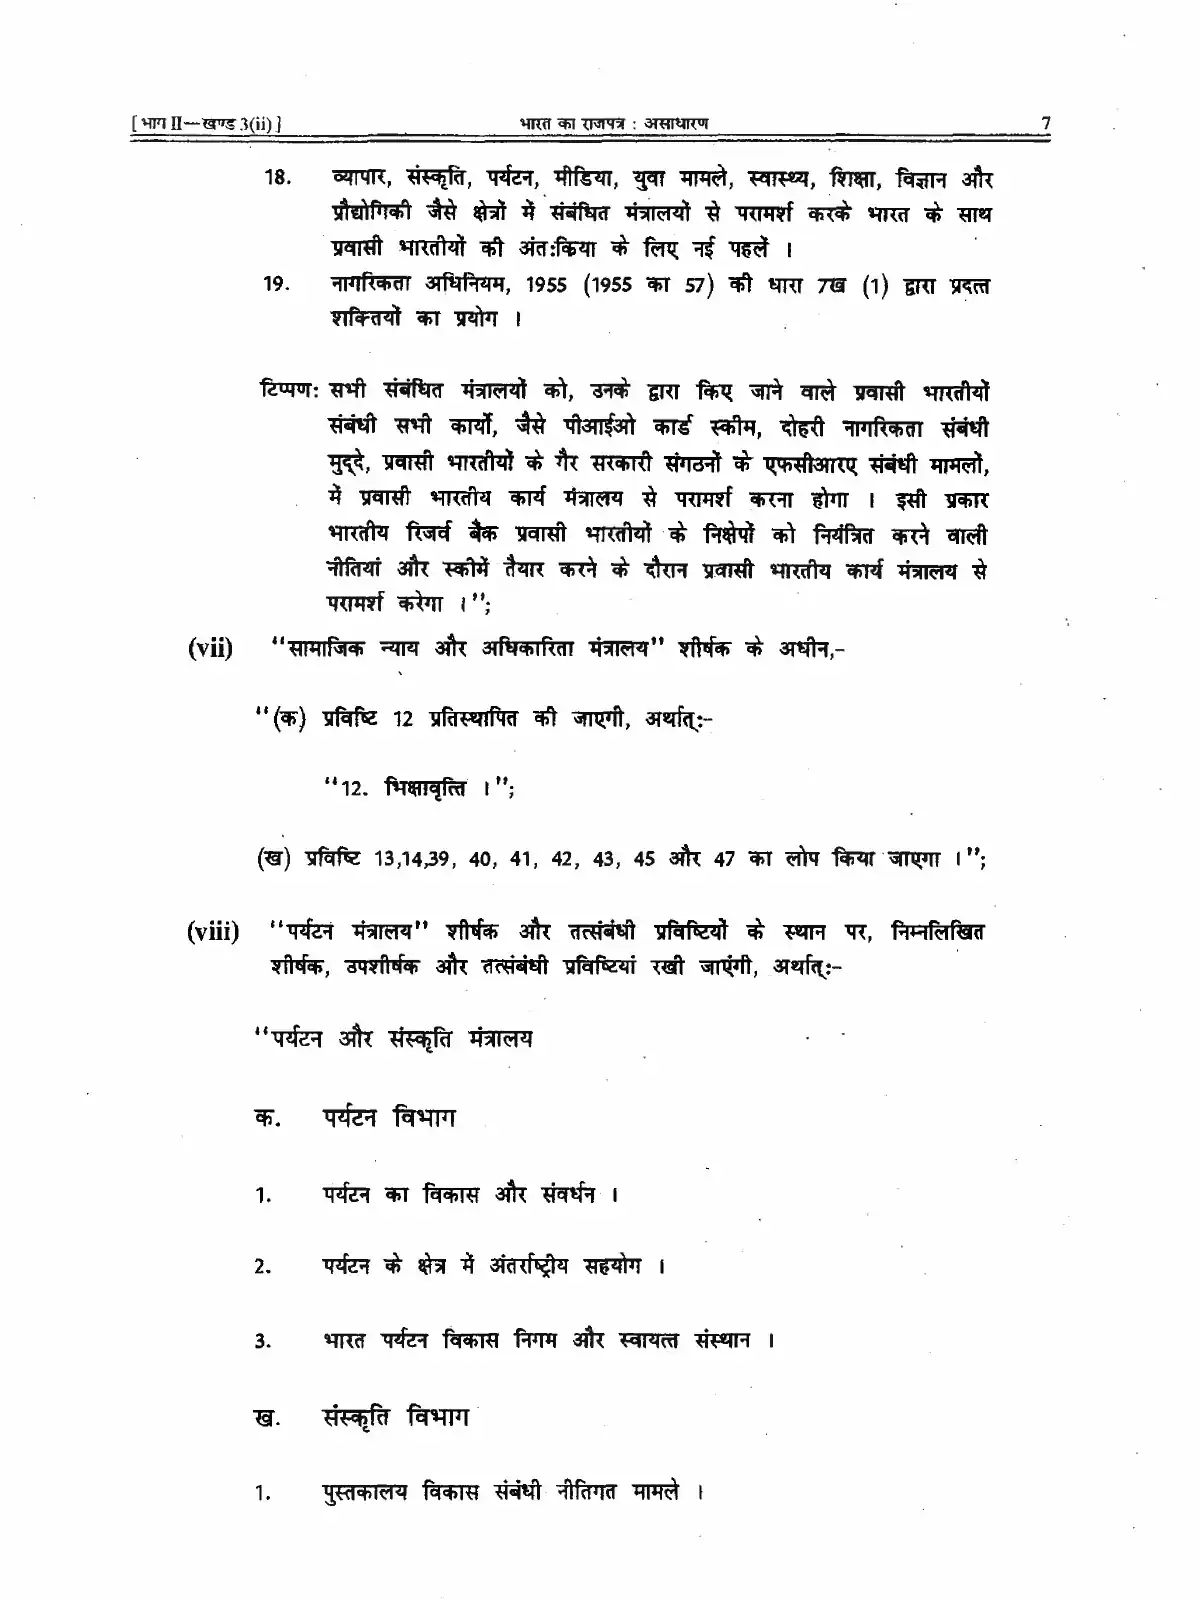 [ भाग II—खण्ड 3(ii) ] भारत का राजपत्र : असाधारण 7
18. व्यापार, संस्कृति, पर्यटन, मीडिया, युवा मामले, स्वास्थ्य, शिक्षा, विज्ञान और
प्रौद्योगिकी जैसे क्षेत्रों में संबंधित मंत्रालयों से परामर्श करके भारत के साथ
प्रवासी भारतीयों की अंत:क्रिया के लिए नई पहलें ।
19. नागरिकता अधिनियम, 1955 (1955 का 57) की धारा 7ख (1) द्वारा प्रदत्त
शक्तियों का प्रयोग ।
टिप्पण: सभी संबंधित मंत्रालयों को, उनके द्वारा किए जाने वाले प्रवासी भारतीयों
संबंधी सभी कार्यों, जैसे पीआईओ कार्ड स्कीम, दोहरी नागरिकता संबंधी
मुद्दे, प्रवासी भारतीयों के गैर सरकारी संगठनों के एफसीआरए संबंधी मामलों,
में प्रवासी भारतीय कार्य मंत्रालय से परामर्श करना होगा । इसी प्रकार
भारतीय रिजर्व बैंक प्रवासी भारतीयों के निक्षेपों को नियंत्रित करने वाली
नीतियां और स्कीमें तैयार करने के दौरान प्रवासी भारतीय कार्य मंत्रालय से
परामर्श करेगा ।";
(vii) "सामाजिक न्याय और अधिकारिता मंत्रालय" शीर्षक के अधीन,-
"(क) प्रविष्टि 12 प्रतिस्थापित की जाएगी, अर्थात्:-
"12. भिक्षावृत्ति ।";
(ख) प्रविष्टि 13,14,39, 40, 41, 42, 43, 45 और 47 का लोप किया जाएगा ।";
(viii) "पर्यटन मंत्रालय" शीर्षक और तत्संबंधी प्रविष्टियों के स्थान पर, निम्नलिखित
शीर्षक, उपशीर्षक और तत्संबंधी प्रविष्टियां रखी जाएंगी, अर्थात्:-
"पर्यटन और संस्कृति मंत्रालय
क. पर्यटन विभाग
1. पर्यटन का विकास और संवर्धन ।
2. पर्यटन के क्षेत्र में अंतर्राष्ट्रीय सहयोग ।
3. भारत पर्यटन विकास निगम और स्वायत्त संस्थान ।
ख. संस्कृति विभाग
1. पुस्तकालय विकास संबंधी नीतिगत मामले ।